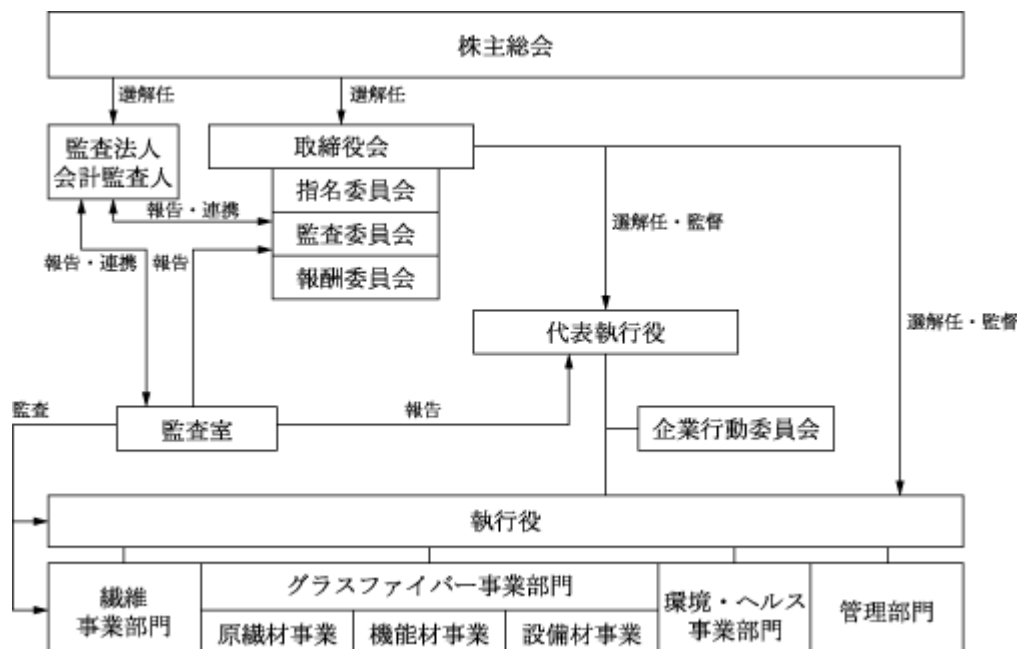 株主総会
選解任
選解任
監査法人
会計監査人
取締役会
指名委員会
報告・連携
監査委員会
選解任・監督
報告・連携
報告
報酬委員会
代表執行役
選解任・監督
監査
報告
監査室
企業行動委員会
執行役
繊維
事業部門
グラスファイバー事業部門
原繊材事業
機能材事業
設備材事業
環境・ヘルス
事業部門
管理部門